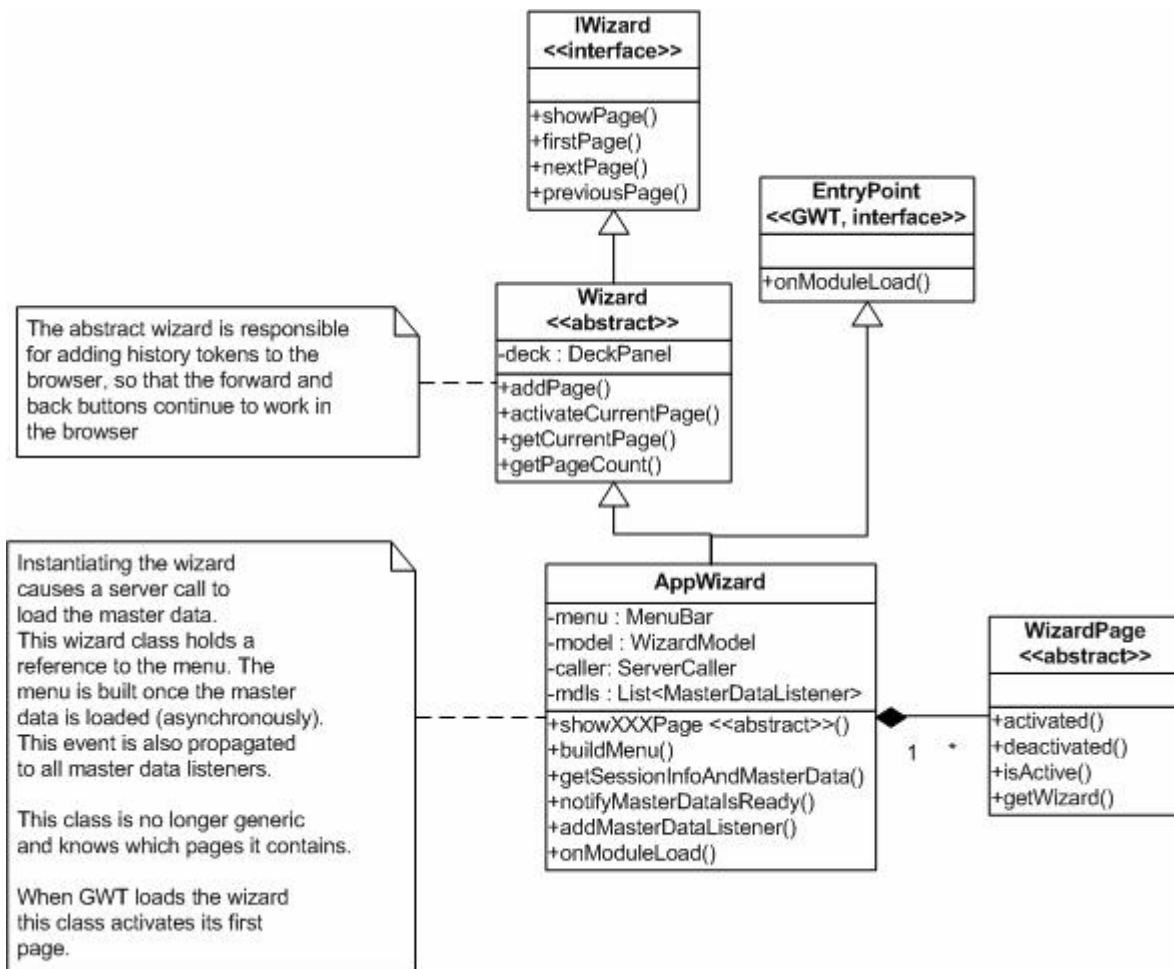 IWizard
<<interface>>
+showPage()
+firstPage()
+nextPage()
+previousPage()
EntryPoint
<<GWT, interface>>
+onModuleLoad()
Wizard
<<abstract>>
-deck : DeckPanel
+addPage()
+activateCurrentPage()
+getCurrentPage()
+getPageCount()
The abstract wizard is responsible
for adding history tokens to the
browser, so that the forward and
back buttons continue to work in
the browser
Instantiating the wizard
causes a server call to
load the master data.
This wizard class holds a
reference to the menu. The
menu is built once the master
data is loaded (asynchronously).
This event is also propagated
to all master data listeners.
This class is no longer generic
and knows which pages it contains.
When GWT loads the wizard
this class activates its first
page.
AppWizard
-menu : MenuBar
-model : WizardModel
-caller: ServerCaller
-mdls : List<MasterDataListener>
+showXXXPage <<abstract>>()
+buildMenu()
+getSessionInfoAndMasterData()
+notifyMasterDataIsReady()
+addMasterDataListener()
+onModuleLoad()
1 *
WizardPage
<<abstract>>
+activated()
+deactivated()
+isActive()
+getWizard()